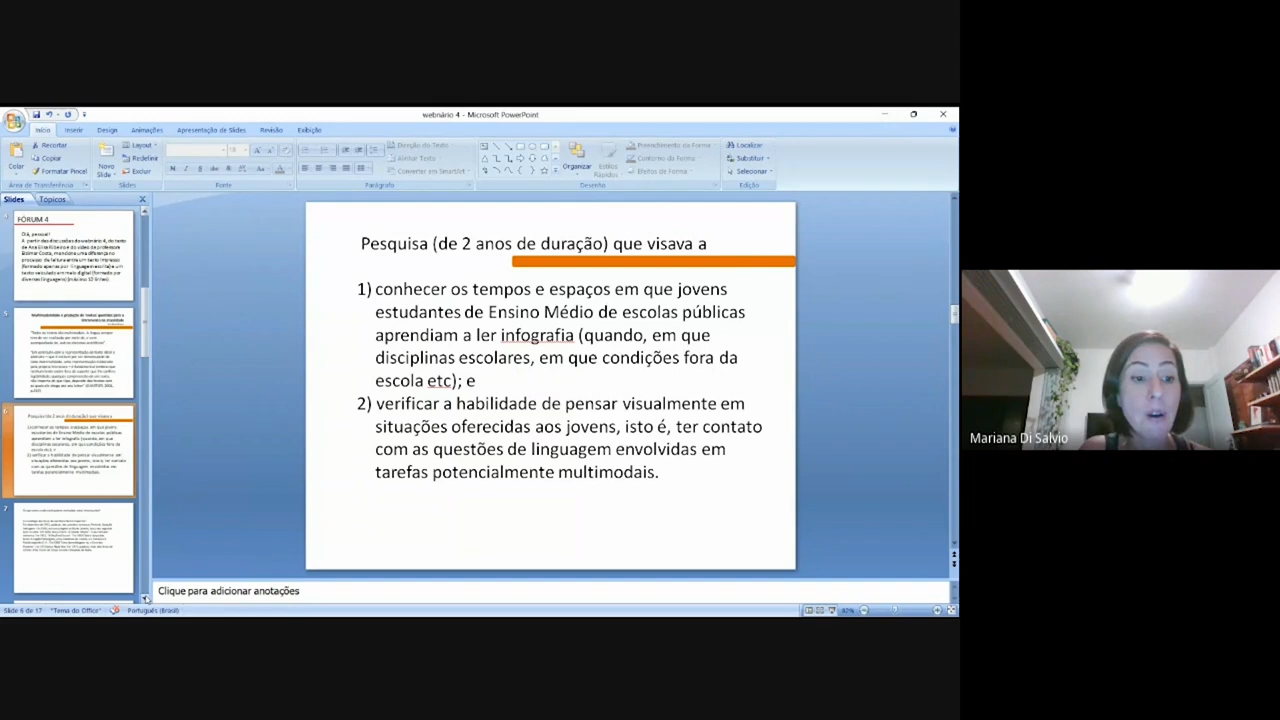 webnário 4 - Microsoft PowerPoint
Início Inserir Design Animações Apresentação de Slides Revisão Exibição
Recortar
Copiar
Formatar Pincel
Colar
Área de Transferência
Layout
Redefinir
Excluir
Novo
Slide
Slides
Fonte
Direção do Texto
Alinhar Texto
Converter em SmartArt
Parágrafo
Organizar
Estilos
Rápidos
Preenchimento da Forma
Contorno da Forma
Efeitos de Forma
Desenho
Localizar
Substituir
Selecionar
Edição
Slides Tópicos
FÓRUM 4
Olá, pessoal!
5
6
7
Pesquisa (de 2 anos de duração) que visava a
1) conhecer os tempos e espaços em que jovens
estudantes de Ensino Médio de escolas públicas
aprendiam a ler infografia (quando, em que
disciplinas escolares, em que condições fora da
escola etc); e
2) verificar a habilidade de pensar visualmente em
situações oferecidas aos jovens, isto é, ter contato
com as questões de linguagem envolvidas em
tarefas potencialmente multimodais.
Clique para adicionar anotações
Slide 6 de 17 "Tema do Office" Português (Brasil)
82%
Mariana Di Salvio